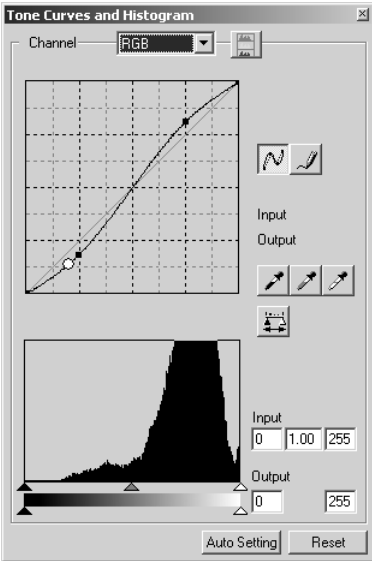 Tone Curves and Histogram
Channel RGB
Input
Output
Input
0 1.00 255
Output
0 255
Auto Setting Reset